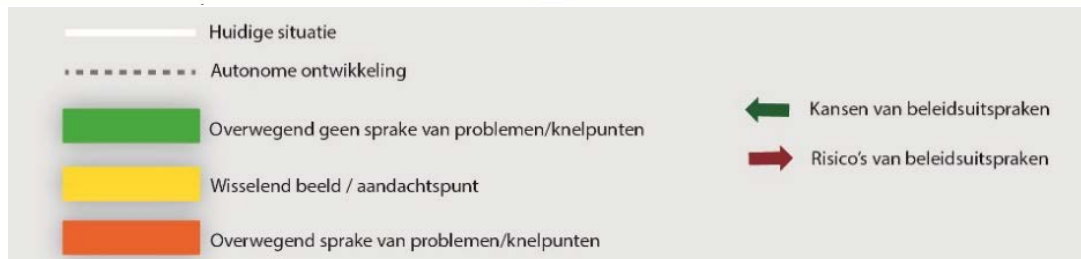 Huidige situatie
Autonome ontwikkeling
Overwegend geen sprake van problemen/knelpunten
Wisselend beeld / aandachtspunt
Overwegend sprake van problemen/knelpunten
Kansen van beleidsuitspraken
Risico's van beleidsuitspraken